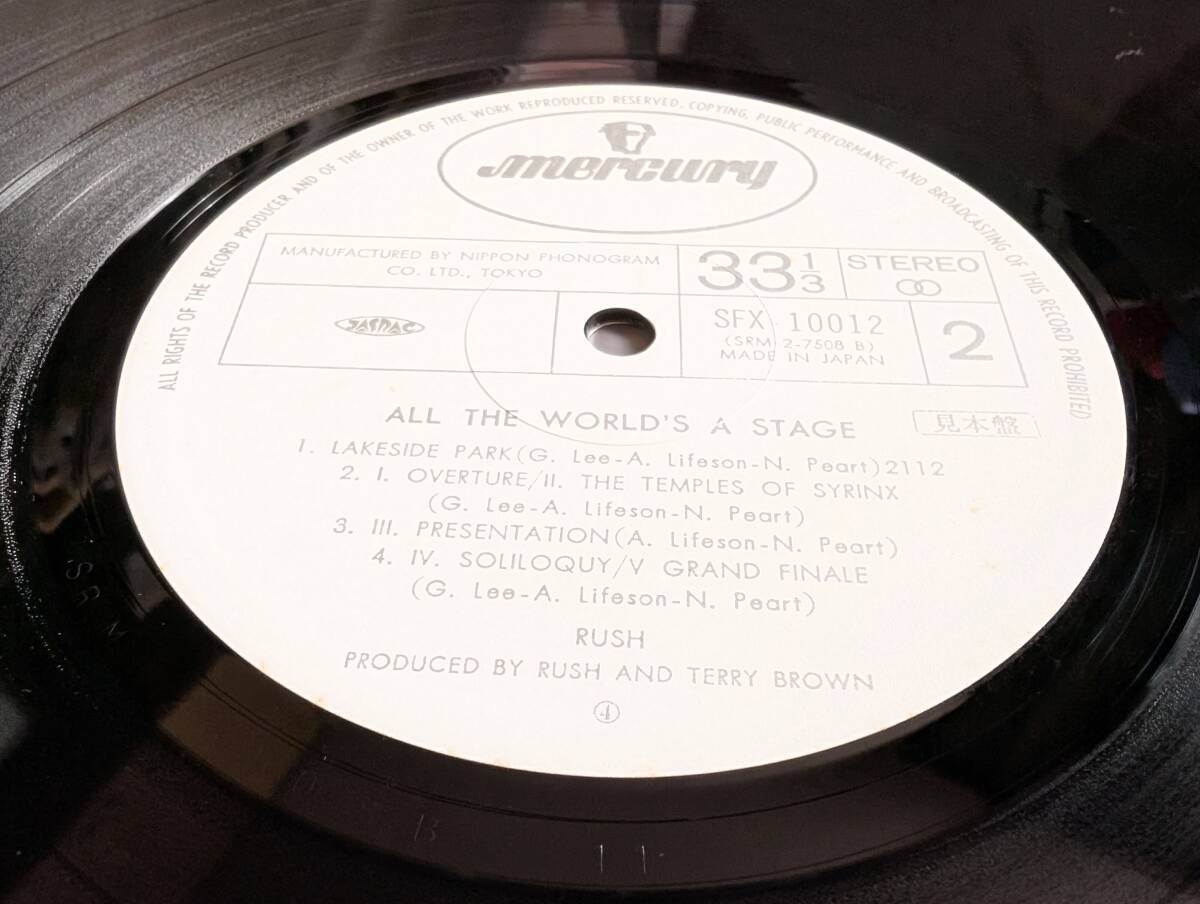 ALL RIGHTS OF THE RECORD PRODUCER AND OF THE OWNER OF THE WORK REPRODUCED RESERVED. COPYING, PUBLIC PERFORMANCE AND BROADCASTING OF THIS RECORD PROHIBITED
mercury
MANUFACTURED BY NIPPON PHONOGRAM
CO. LTD., TOKYO
33 1/3
STEREO
JASRAC
SFX 10012
(SRM 2-7508 B)
MADE IN JAPAN
2
ALL THE WORLD'S A STAGE
見本盤
1. LAKESIDE PARK(G. Lee-A. Lifeson-N. Peart)2112
2. I. OVERTURE/II. THE TEMPLES OF SYRINX
(G. Lee-A. Lifeson-N. Peart)
3. III. PRESENTATION(A. Lifeson-N. Peart)
4. IV. SOLILOQUY/V GRAND FINALE
(G. Lee-A. Lifeson-N. Peart)
RUSH
PRODUCED BY RUSH AND TERRY BROWN
④
SRM